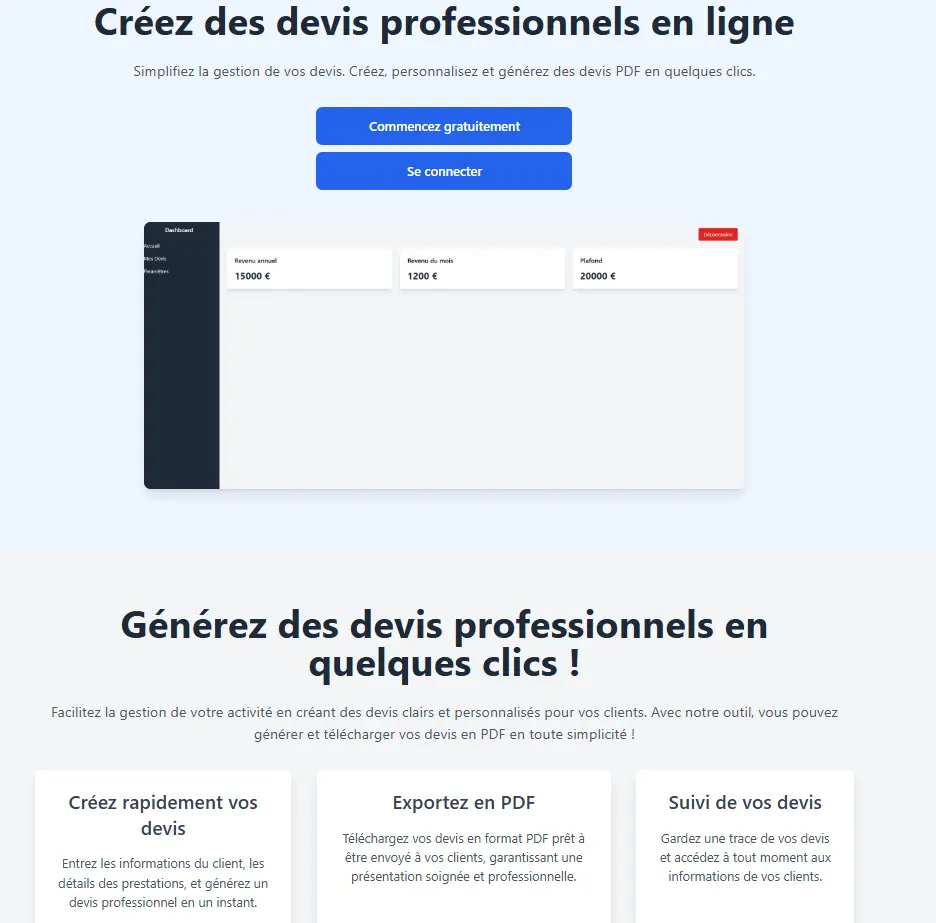 Créez des devis professionnels en ligne
Simplifiez la gestion de vos devis. Créez, personnalisez et générez des devis PDF en quelques clics.
Commencez gratuitement
Se connecter
Dashboard
Déconnexion
Accueil
Mes Devis
Paramètres
Revenu annuel
15000 €
Revenu du mois
1200 €
Plafond
20000 €
Générez des devis professionnels en
quelques clics !
Facilitez la gestion de votre activité en créant des devis clairs et personnalisés pour vos clients. Avec notre outil, vous pouvez
générer et télécharger vos devis en PDF en toute simplicité !
Créez rapidement vos
devis
Entrez les informations du client, les
détails des prestations, et générez un
devis professionnel en un instant.
Exportez en PDF
Téléchargez vos devis en format PDF prêt à
être envoyé à vos clients, garantissant une
présentation soignée et professionnelle.
Suivi de vos devis
Gardez une trace de vos devis
et accédez à tout moment aux
informations de vos clients.